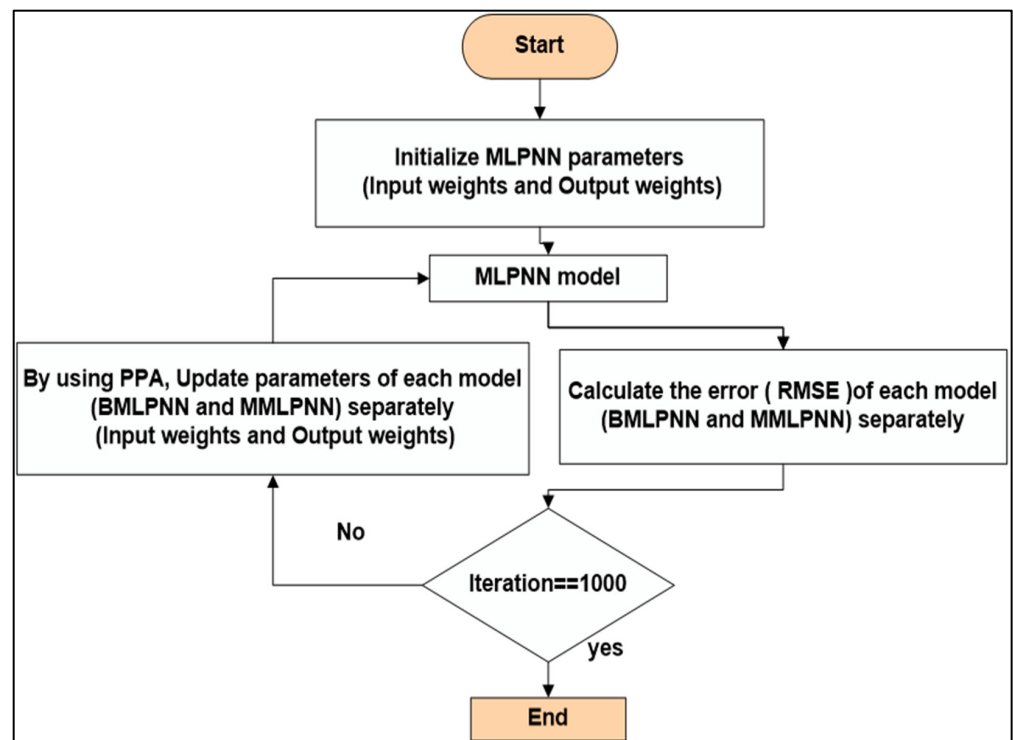 Start
Initialize MLPNN parameters
(Input weights and Output weights)
MLPNN model
By using PPA, Update parameters of each model
(BMLPNN and MMLPNN) separately
(Input weights and Output weights)
Calculate the error ( RMSE )of each model
(BMLPNN and MMLPNN) separately
No
Iteration==1000
yes
End